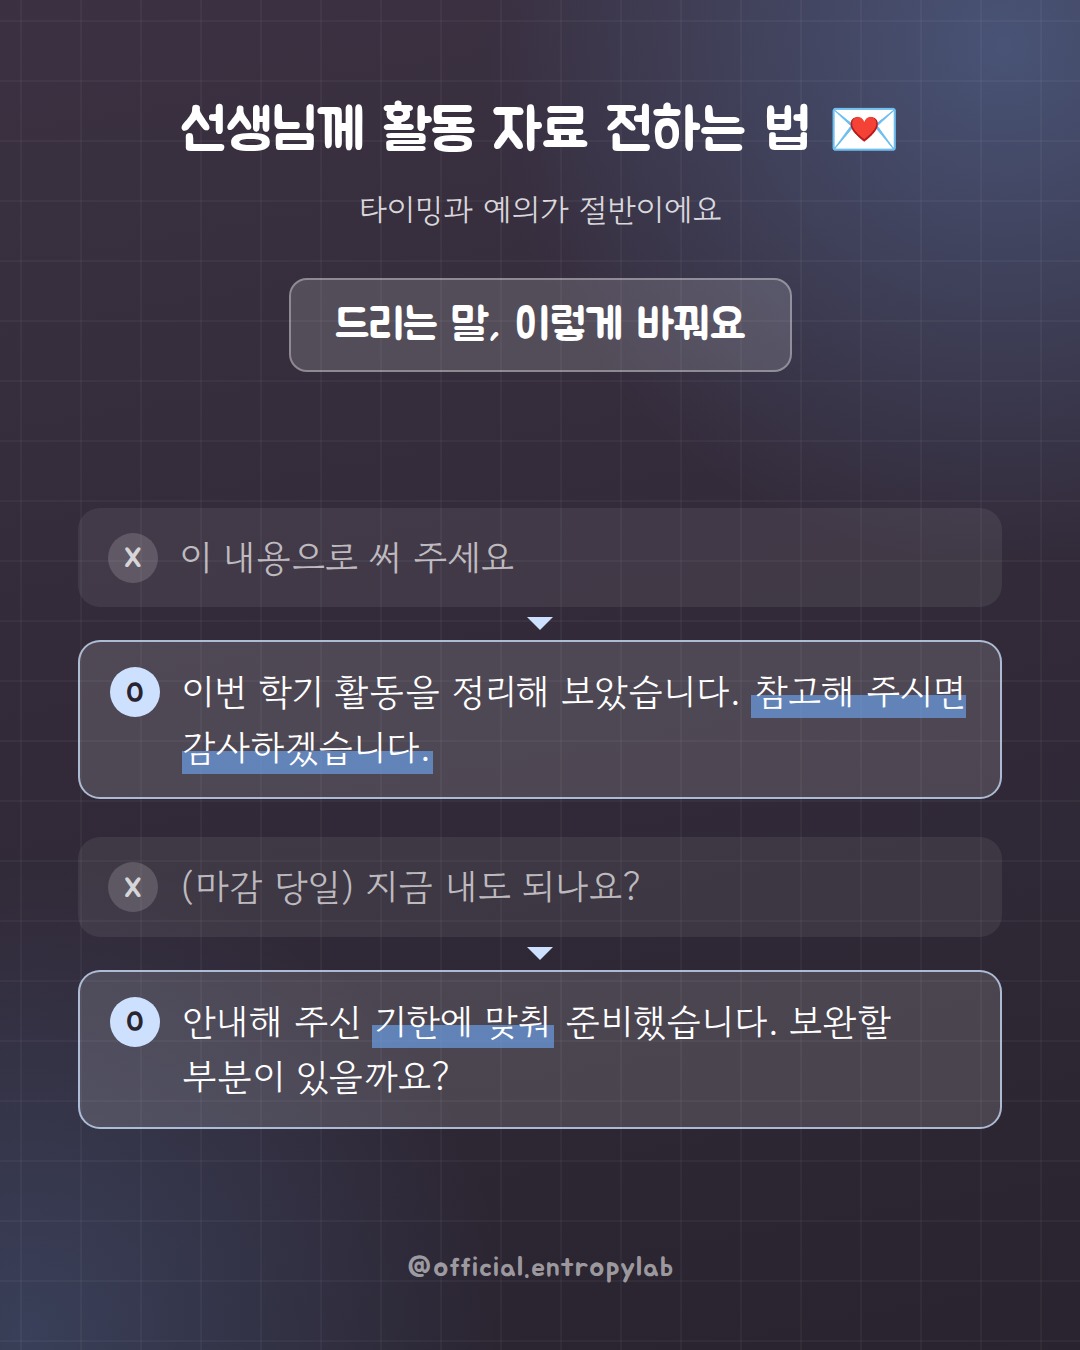 선생님께 활동 자료 전하는 법 💌
타이밍과 예의가 절반이에요
드리는 말, 이렇게 바꿔요
X 이 내용으로 써 주세요
O 이번 학기 활동을 정리해 보았습니다. 참고해 주시면
감사하겠습니다.
X (마감 당일) 지금 내도 되나요?
O 안내해 주신 기한에 맞춰 준비했습니다. 보완할
부분이 있을까요?
@official.entropylab